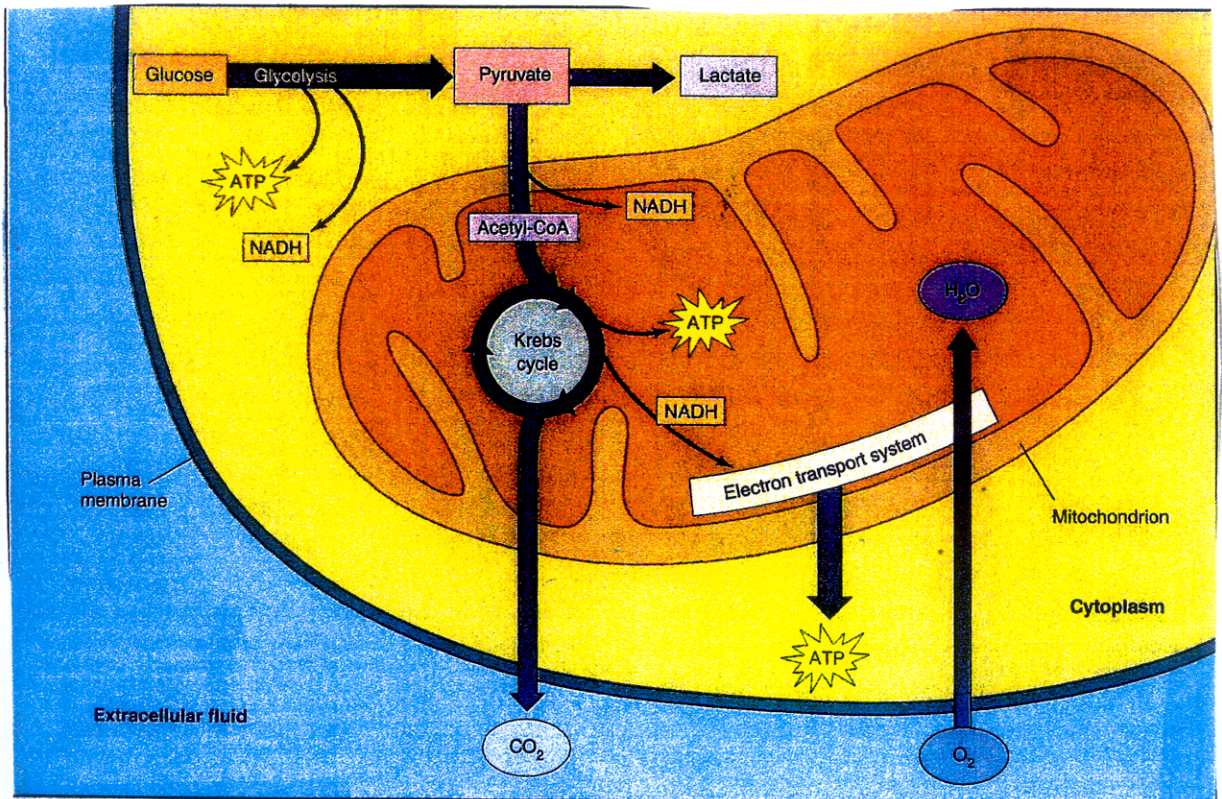 Glucose
Glycolysis
Pyruvate
Lactate
ATP
NADH
NADH
Acetyl-CoA
H2O
ATP
Krebs
cycle
NADH
Electron transport system
Plasma
membrane
Mitochondrion
Cytoplasm
ATP
Extracellular fluid
CO2
O2